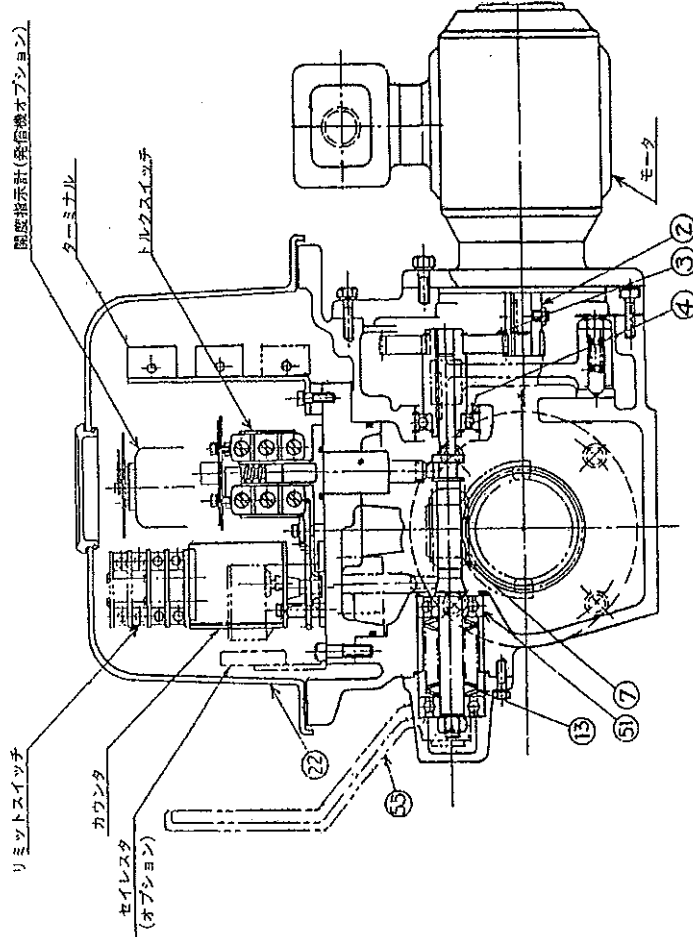 リミットスイッチ
カウンタ
セイレスタ
(オプション)
開度指示計(発信機オプション)
ターミナル
トルクスイッチ
モータ
②
③
④
⑦
51
13
22
55